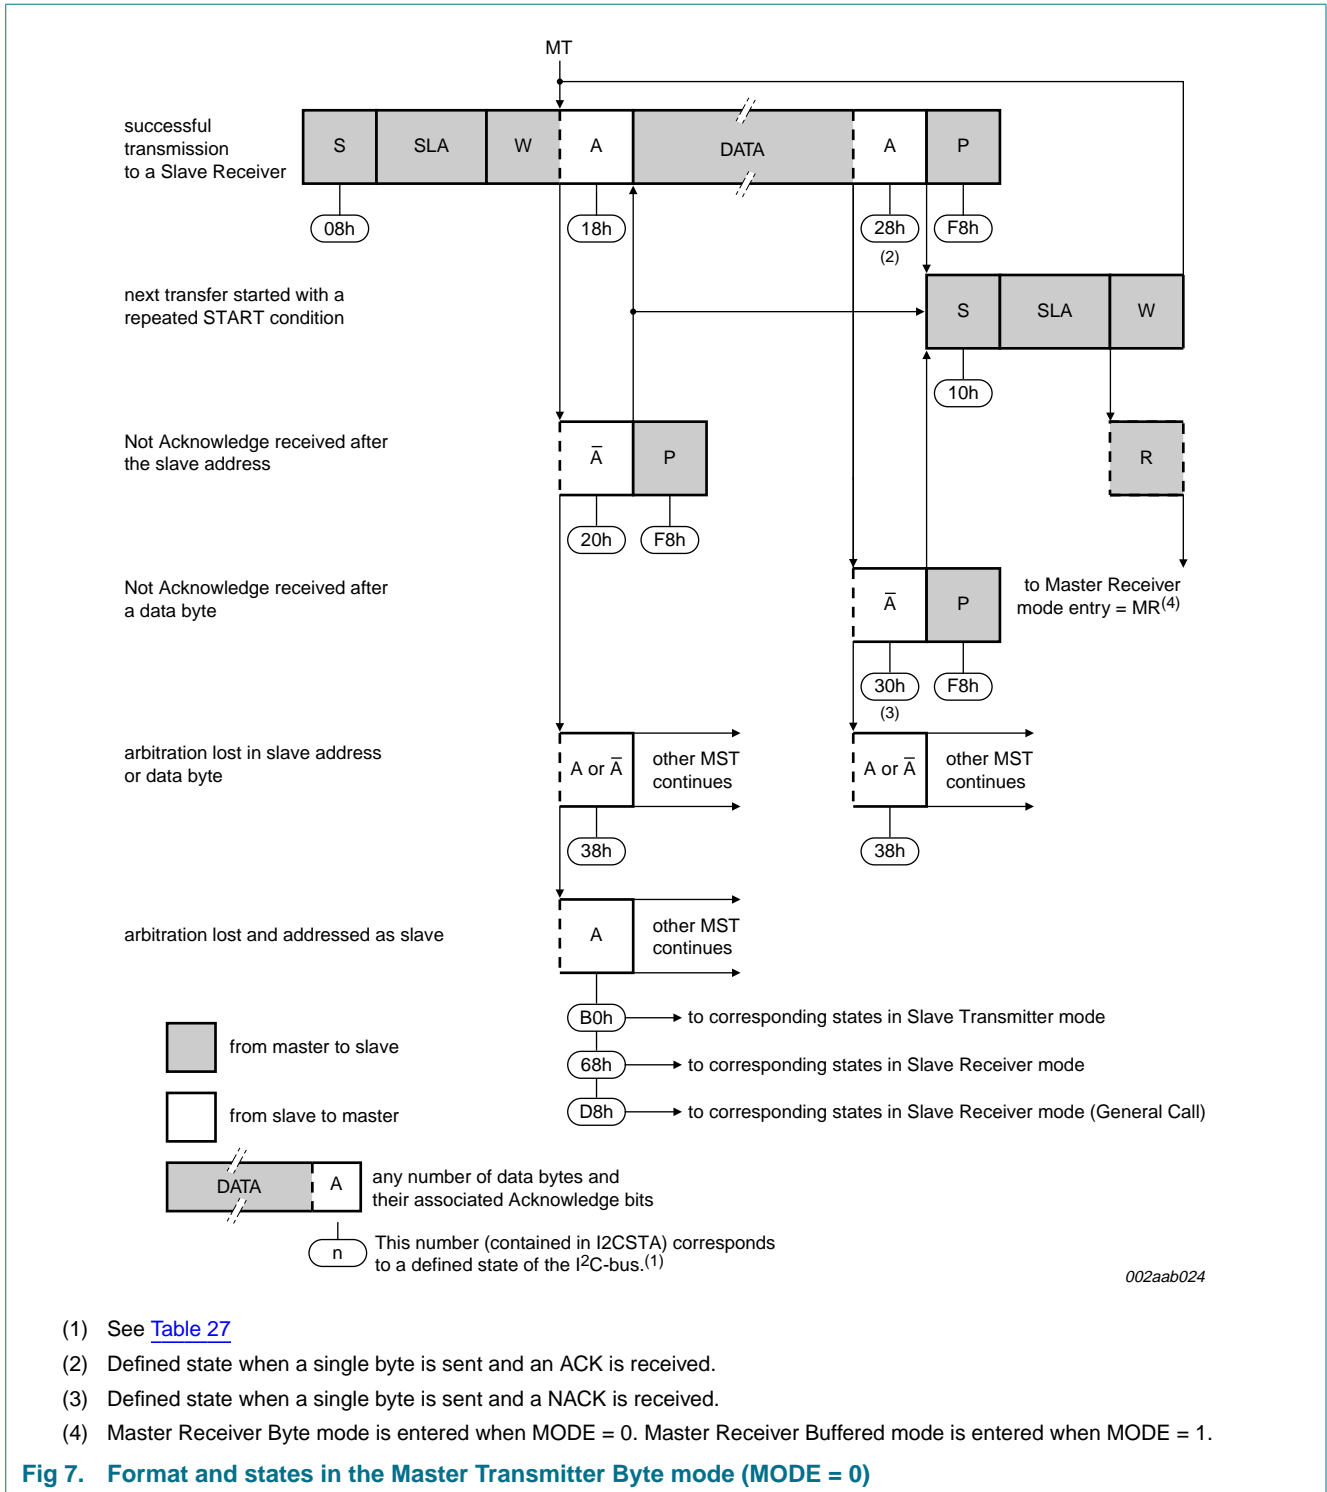 MT
successful
transmission
to a Slave Receiver
S SLA W A DATA A P
08h 18h 28h F8h
(2)
next transfer started with a
repeated START condition
S SLA W
10h
Not Acknowledge received after
the slave address
A̅ P R
20h F8h
Not Acknowledge received after
a data byte
A̅ P
to Master Receiver
mode entry = MR(4)
30h F8h
(3)
arbitration lost in slave address
or data byte
A or A̅
other MST
continues
A or A̅
other MST
continues
38h 38h
arbitration lost and addressed as slave
A
other MST
continues
B0h to corresponding states in Slave Transmitter mode
68h to corresponding states in Slave Receiver mode
D8h to corresponding states in Slave Receiver mode (General Call)
from master to slave
from slave to master
DATA A
any number of data bytes and
their associated Acknowledge bits
n
This number (contained in I2CSTA) corresponds
to a defined state of the I2C-bus.(1)
002aab024
(1) See Table 27
(2) Defined state when a single byte is sent and an ACK is received.
(3) Defined state when a single byte is sent and a NACK is received.
(4) Master Receiver Byte mode is entered when MODE = 0. Master Receiver Buffered mode is entered when MODE = 1.
Fig 7. Format and states in the Master Transmitter Byte mode (MODE = 0)